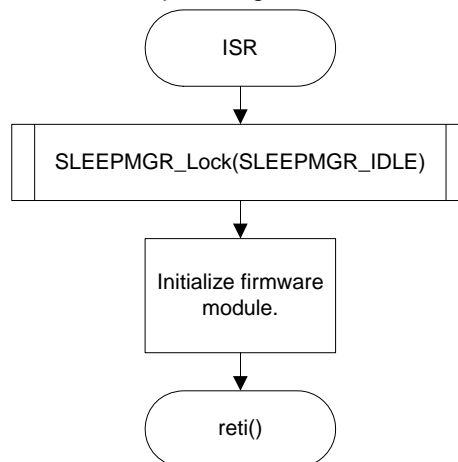 ISR
SLEEPMGR_Lock(SLEEPMGR_IDLE)
Initialize firmware
module.
reti()